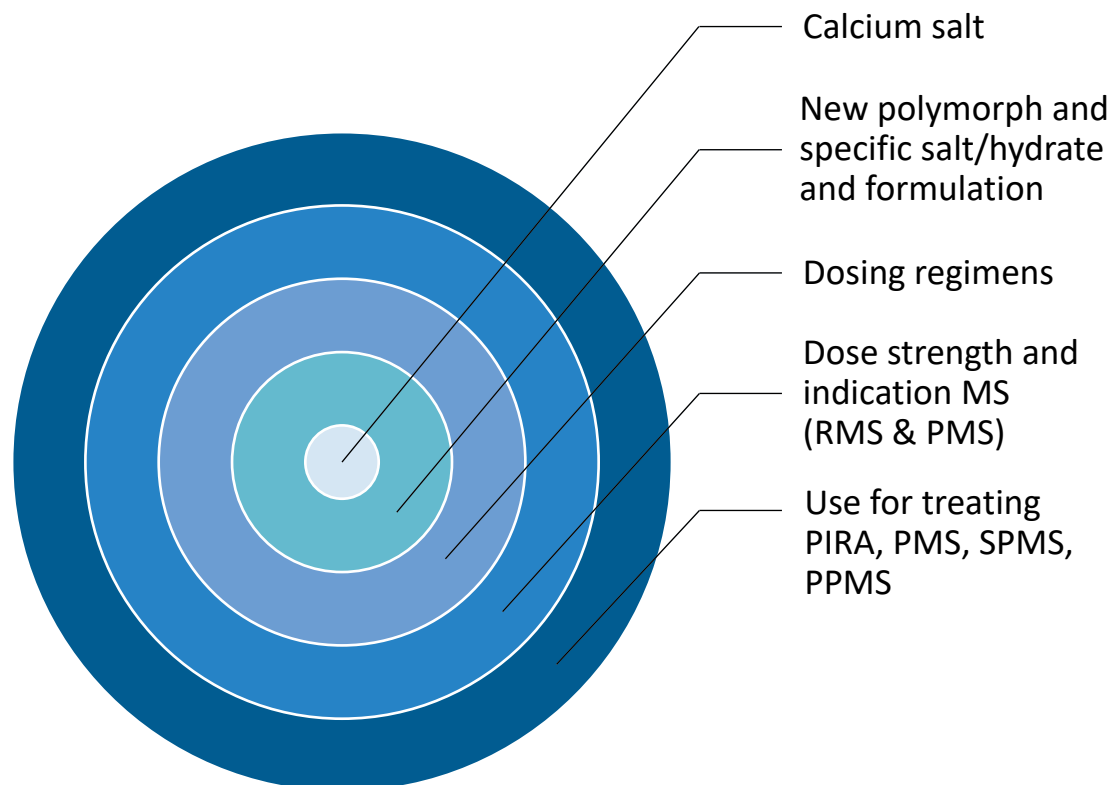 Calcium salt
New polymorph and
specific salt/hydrate
and formulation
Dosing regimens
Dose strength and
indication MS
(RMS & PMS)
Use for treating
PIRA, PMS, SPMS,
PPMS